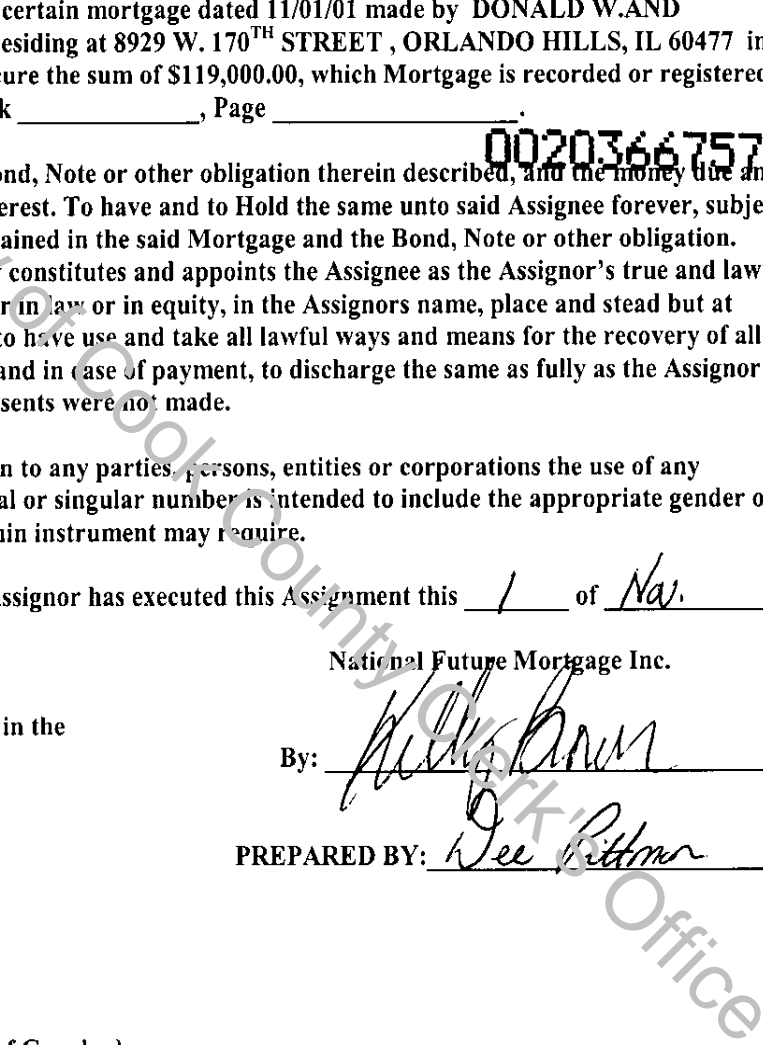 certain mortgage dated 11/01/01 made by DONALD W.AND
esiding at 8929 W. 170TH STREET , ORLANDO HILLS, IL 60477 in
cure the sum of $119,000.00, which Mortgage is recorded or registered
k ____________, Page ________________.
0020366757
ond, Note or other obligation therein described, and the money due an
erest. To have and to Hold the same unto said Assignee forever, subje
ained in the said Mortgage and the Bond, Note or other obligation.
constitutes and appoints the Assignee as the Assignor's true and law
r in law or in equity, in the Assignors name, place and stead but at
to have use and take all lawful ways and means for the recovery of all
and in case of payment, to discharge the same as fully as the Assignor
sents were not made.
n to any parties, persons, entities or corporations the use of any
al or singular number is intended to include the appropriate gender o
in instrument may require.
ssignor has executed this Assignment this 1 of Nov.
National Future Mortgage Inc.
in the
By:
PREPARED BY: Dee Pittman
of Cook County Clerk's Office